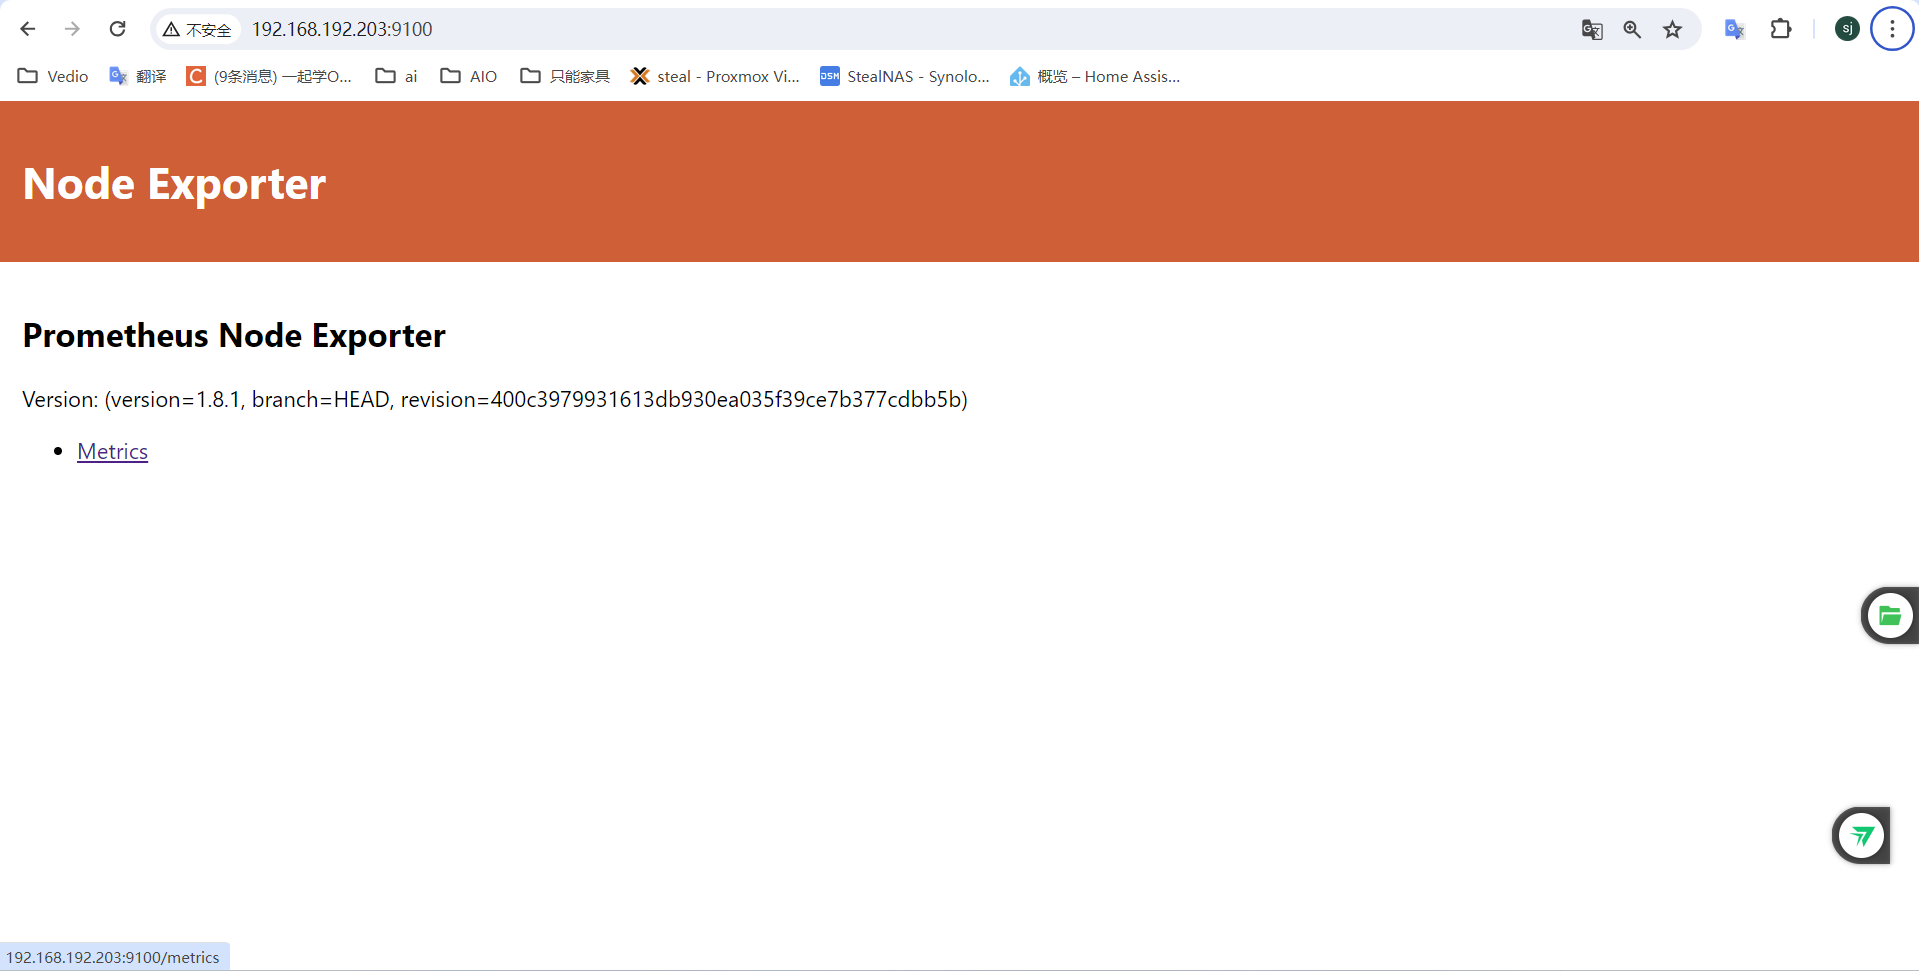 不安全 192.168.192.203:9100 sj
Vedio 翻译 (9条消息) 一起学O... ai AIO 只能家具 steal - Proxmox Vi... DSM StealNAS - Synolo... 概览 – Home Assis...
Node Exporter
Prometheus Node Exporter
Version: (version=1.8.1, branch=HEAD, revision=400c3979931613db930ea035f39ce7b377cdbb5b)
Metrics
192.168.192.203:9100/metrics